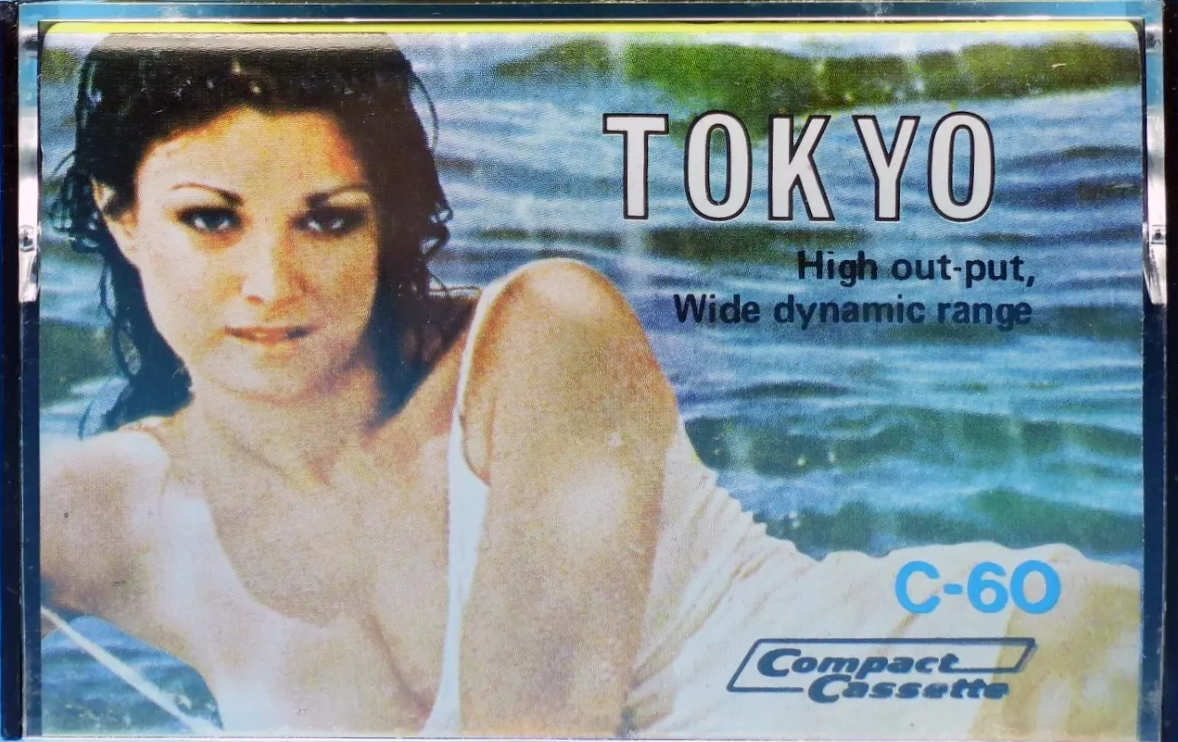 TOKYO
High out-put,
Wide dynamic range
C-60
Compact
Cassette